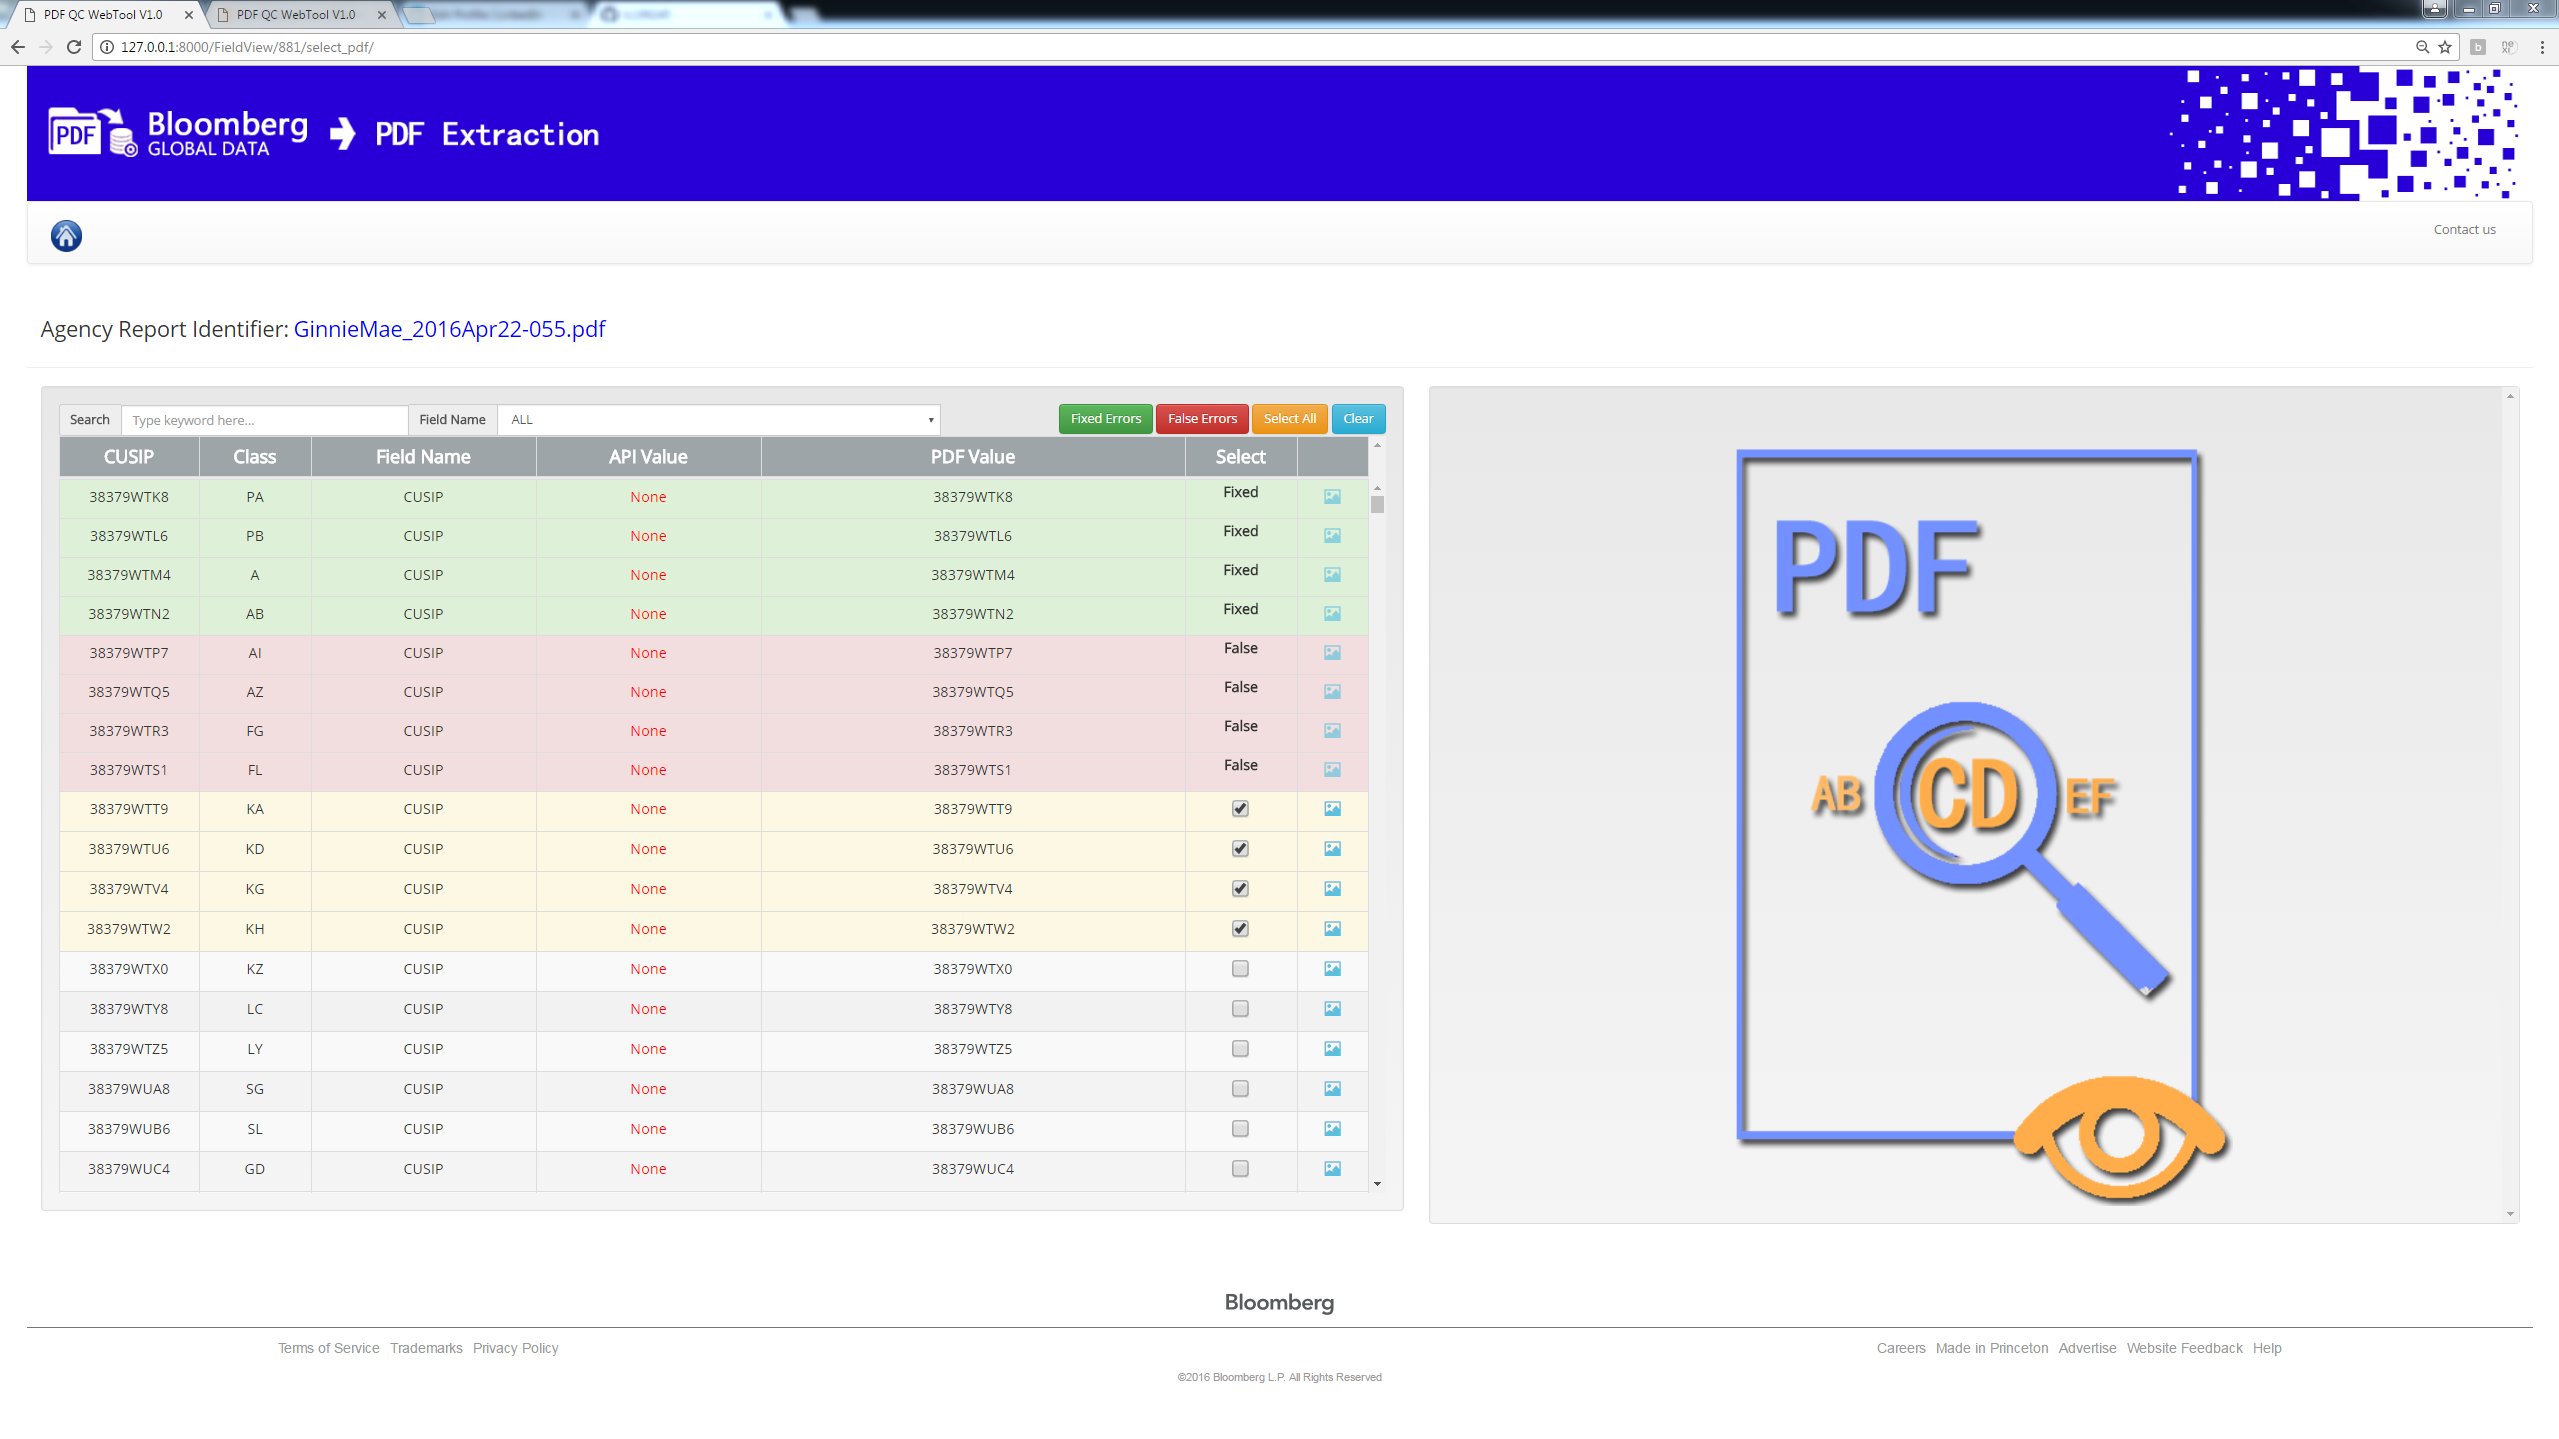 PDF QC WebTool V1.0 PDF QC WebTool V1.0
127.0.0.1:8000/FieldView/881/select_pdf/
PDF Bloomberg GLOBAL DATA PDF Extraction
Contact us
Agency Report Identifier: GinnieMae_2016Apr22-055.pdf
Search Type keyword here... Field Name ALL Fixed Errors False Errors Select All Clear
CUSIP Class Field Name API Value PDF Value Select
38379WTK8 PA CUSIP None 38379WTK8 Fixed
38379WTL6 PB CUSIP None 38379WTL6 Fixed
38379WTM4 A CUSIP None 38379WTM4 Fixed
38379WTN2 AB CUSIP None 38379WTN2 Fixed
38379WTP7 AI CUSIP None 38379WTP7 False
38379WTQ5 AZ CUSIP None 38379WTQ5 False
38379WTR3 FG CUSIP None 38379WTR3 False
38379WTS1 FL CUSIP None 38379WTS1 False
38379WTT9 KA CUSIP None 38379WTT9
38379WTU6 KD CUSIP None 38379WTU6
38379WTV4 KG CUSIP None 38379WTV4
38379WTW2 KH CUSIP None 38379WTW2
38379WTX0 KZ CUSIP None 38379WTX0
38379WTY8 LC CUSIP None 38379WTY8
38379WTZ5 LY CUSIP None 38379WTZ5
38379WUA8 SG CUSIP None 38379WUA8
38379WUB6 SL CUSIP None 38379WUB6
38379WUC4 GD CUSIP None 38379WUC4
PDF
AB CD EF
Bloomberg
Terms of Service Trademarks Privacy Policy Careers Made in Princeton Advertise Website Feedback Help
©2016 Bloomberg L.P. All Rights Reserved